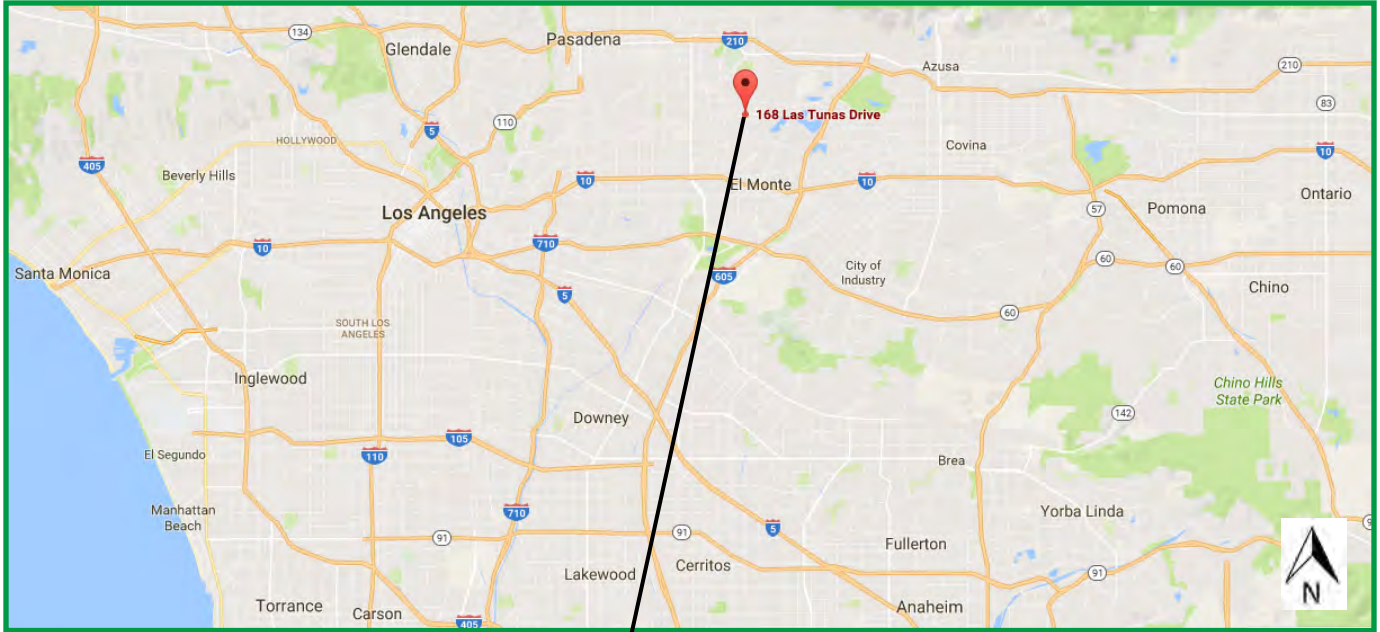 134
Glendale
Pasadena
210
Azusa
210
83
168 Las Tunas Drive
110
5
HOLLYWOOD
405
Beverly Hills
Covina
10
10
El Monte
10
Los Angeles
57
Pomona
Ontario
10
710
60
60
Santa Monica
605
City of
Industry
5
Chino
60
SOUTH LOS
ANGELES
Inglewood
Chino Hills
State Park
Downey
142
105
110
El Segundo
Brea
Manhattan
Beach
710
Yorba Linda
91
91
5
Fullerton
Lakewood
Cerritos
91
N
Torrance
Carson
Anaheim
405